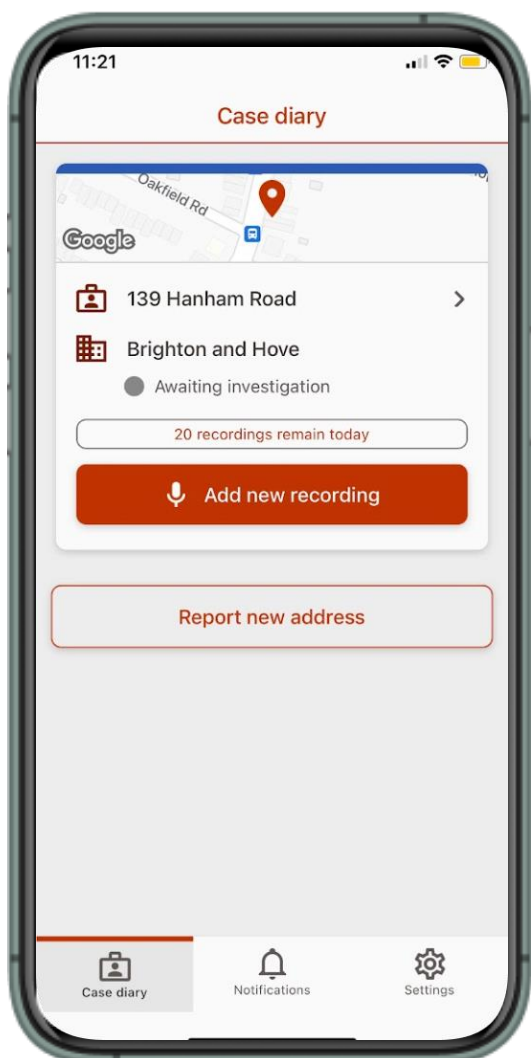 11:21
Case diary
Oakfield Rd
Google
139 Hanham Road
Brighton and Hove
Awaiting investigation
20 recordings remain today
Add new recording
Report new address
Case diary
Notifications
Settings